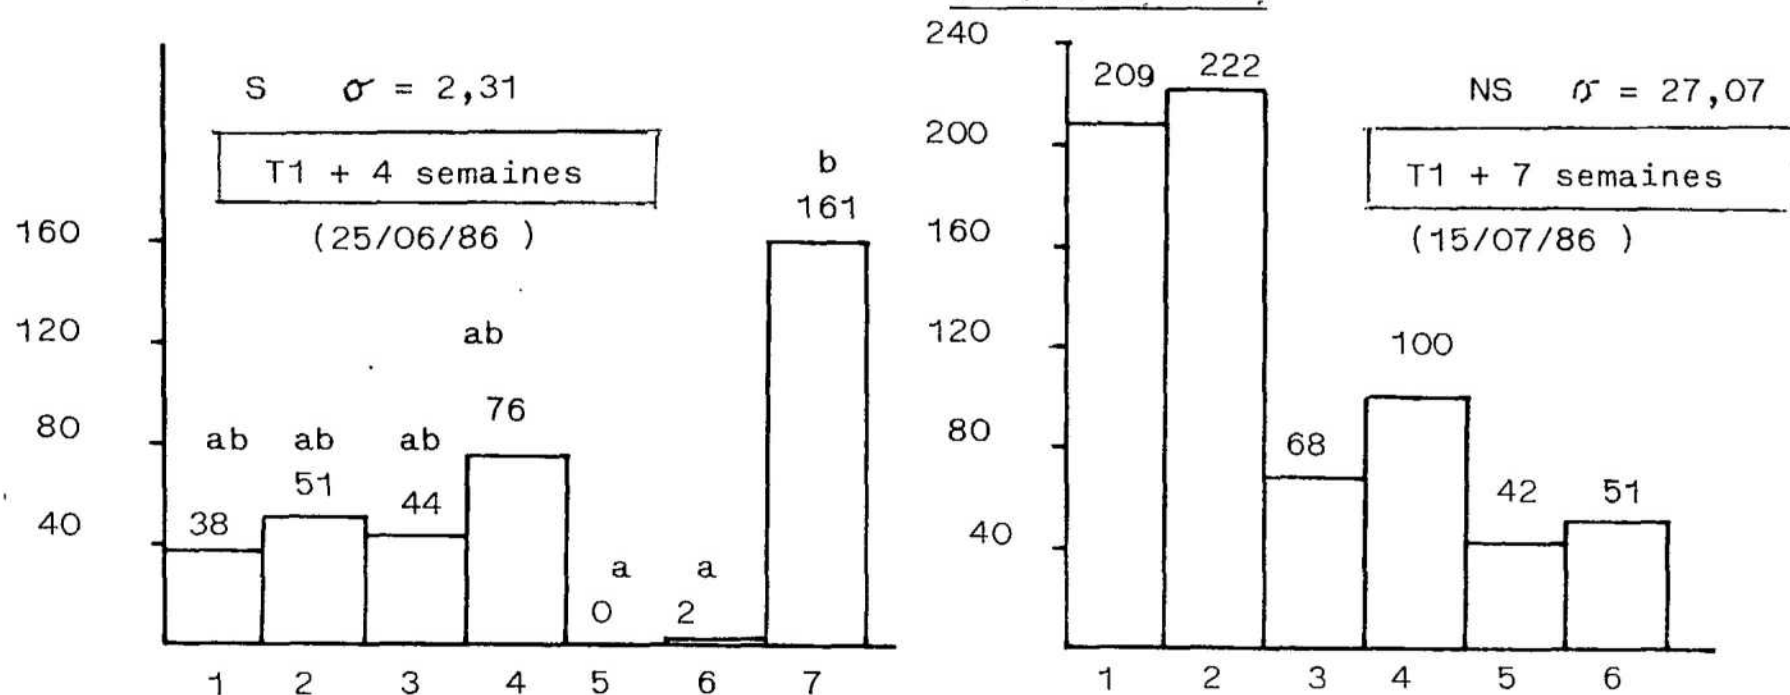 S σ = 2,31
T1 + 4 semaines
(25/06/86 )
160
120
80
40
ab
38
ab
51
ab
44
ab
76
a
0
a
2
b
161
1 2 3 4 5 6 7
240
200
160
120
80
40
NS σ = 27,07
T1 + 7 semaines
(15/07/86 )
209
222
68
100
42
51
1 2 3 4 5 6